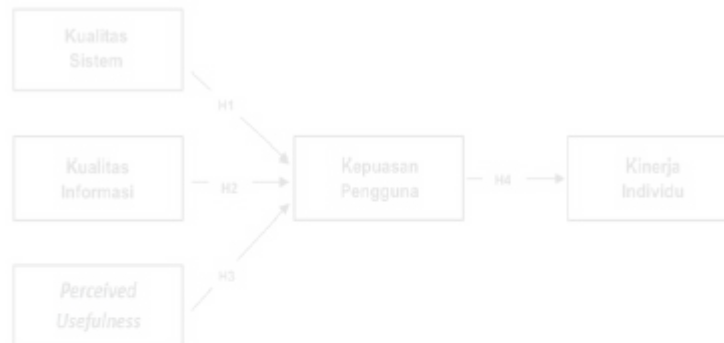 Kualitas
Sistem
H1
Kualitas
Informasi
H2
Kepuasan
Pengguna
H4
Kinerja
Individu
H3
Perceived
Usefulness